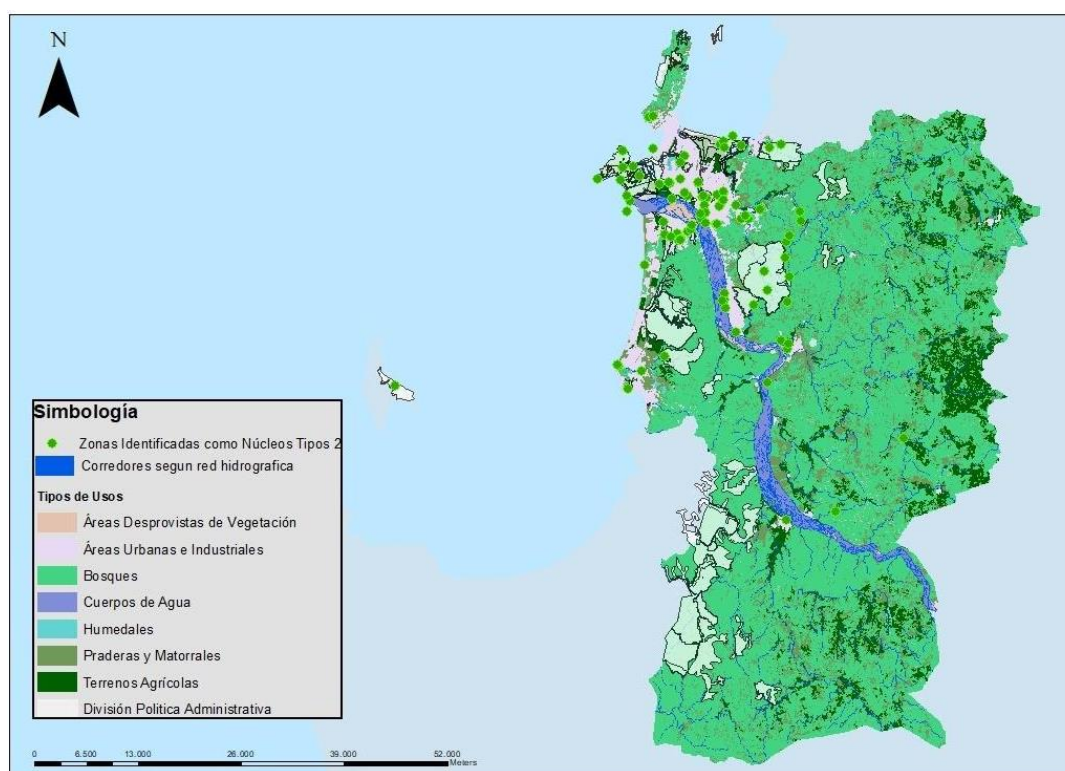 N
Simbología
Zonas Identificadas como Núcleos Tipos 2
Corredores segun red hidrografica
Tipos de Usos
Áreas Desprovistas de Vegetación
Áreas Urbanas e Industriales
Bosques
Cuerpos de Agua
Humedales
Praderas y Matorrales
Terrenos Agrícolas
División Politica Administrativa
0 6.500 13.000 26.000 39.000 52.000
Meters